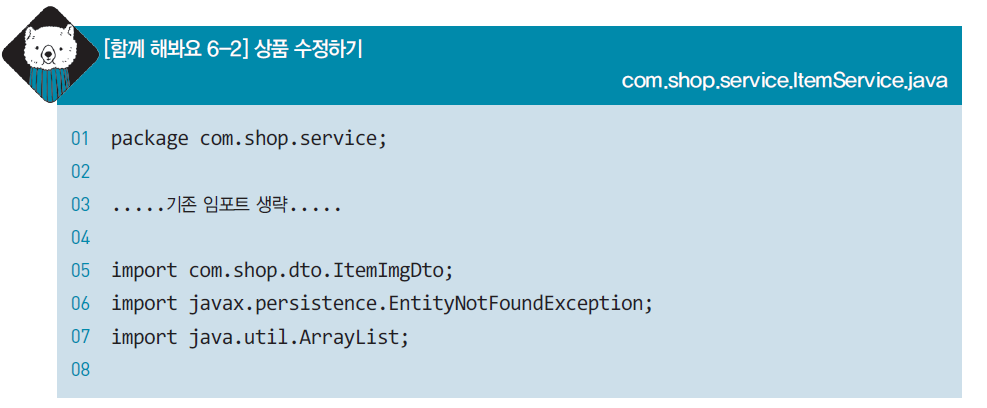 [함께 해봐요 6-2] 상품 수정하기
com.shop.service.ItemService.java
01 package com.shop.service;
02
03 .....기존 임포트 생략.....
04
05 import com.shop.dto.ItemImgDto;
06 import javax.persistence.EntityNotFoundException;
07 import java.util.ArrayList;
08